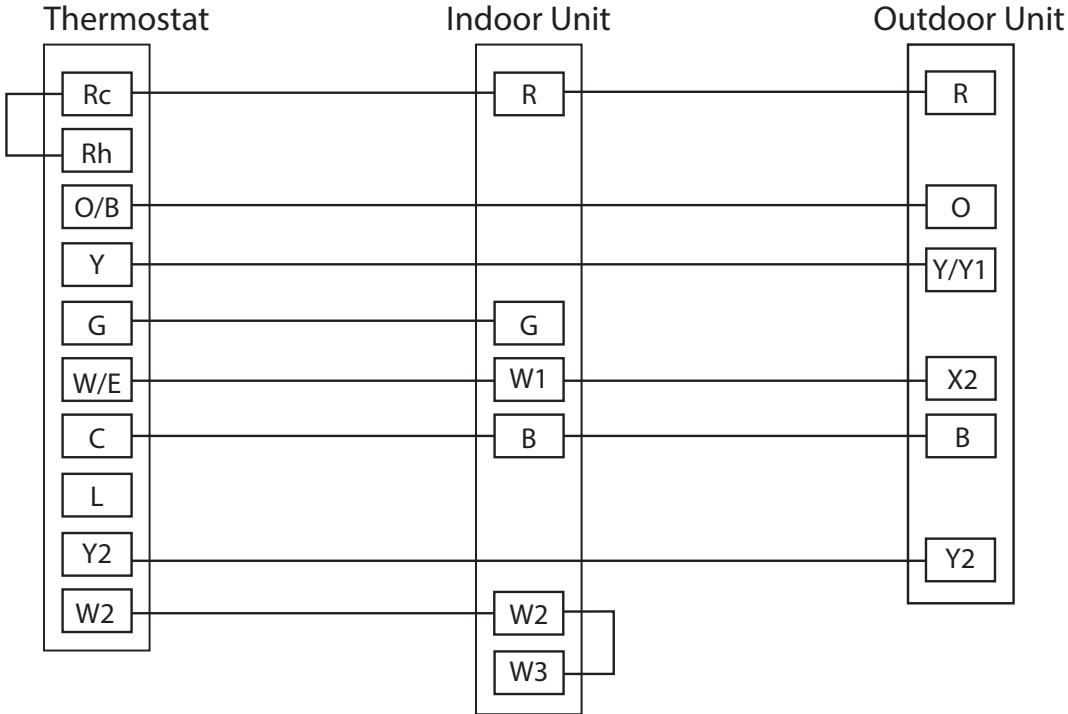 Thermostat Indoor Unit Outdoor Unit
Rc R R
Rh
O/B O
Y Y/Y1
G G
W/E W1 X2
C B B
L
Y2 Y2
W2 W2
W3